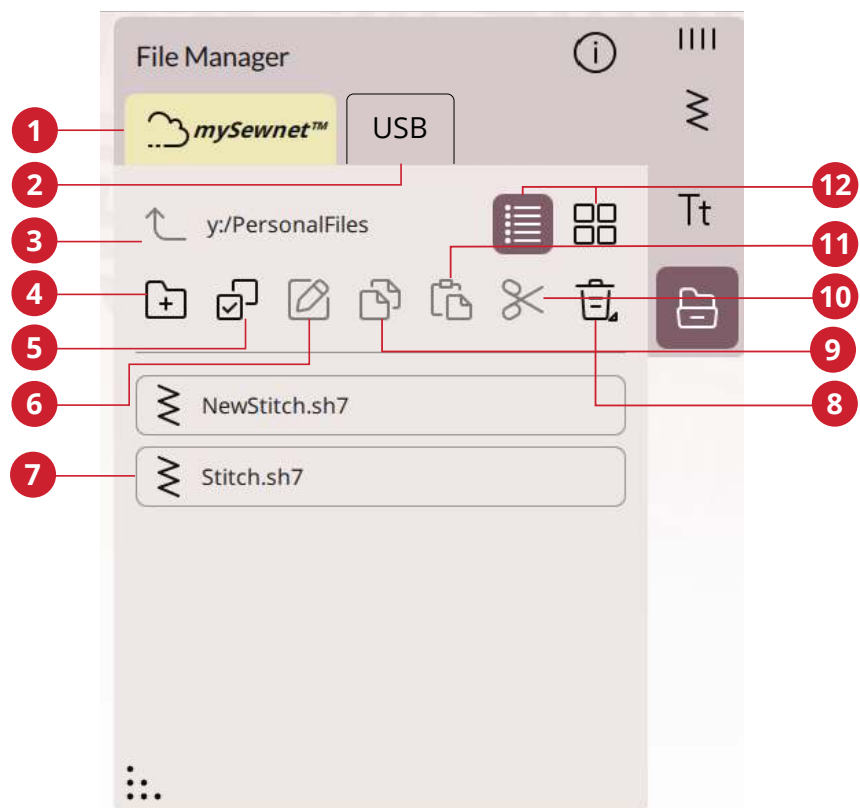 File Manager
1
mySewnet™
USB
2
12
Tt
3
y:/PersonalFiles
11
4
10
5
9
6
NewStitch.sh7
8
7
Stitch.sh7